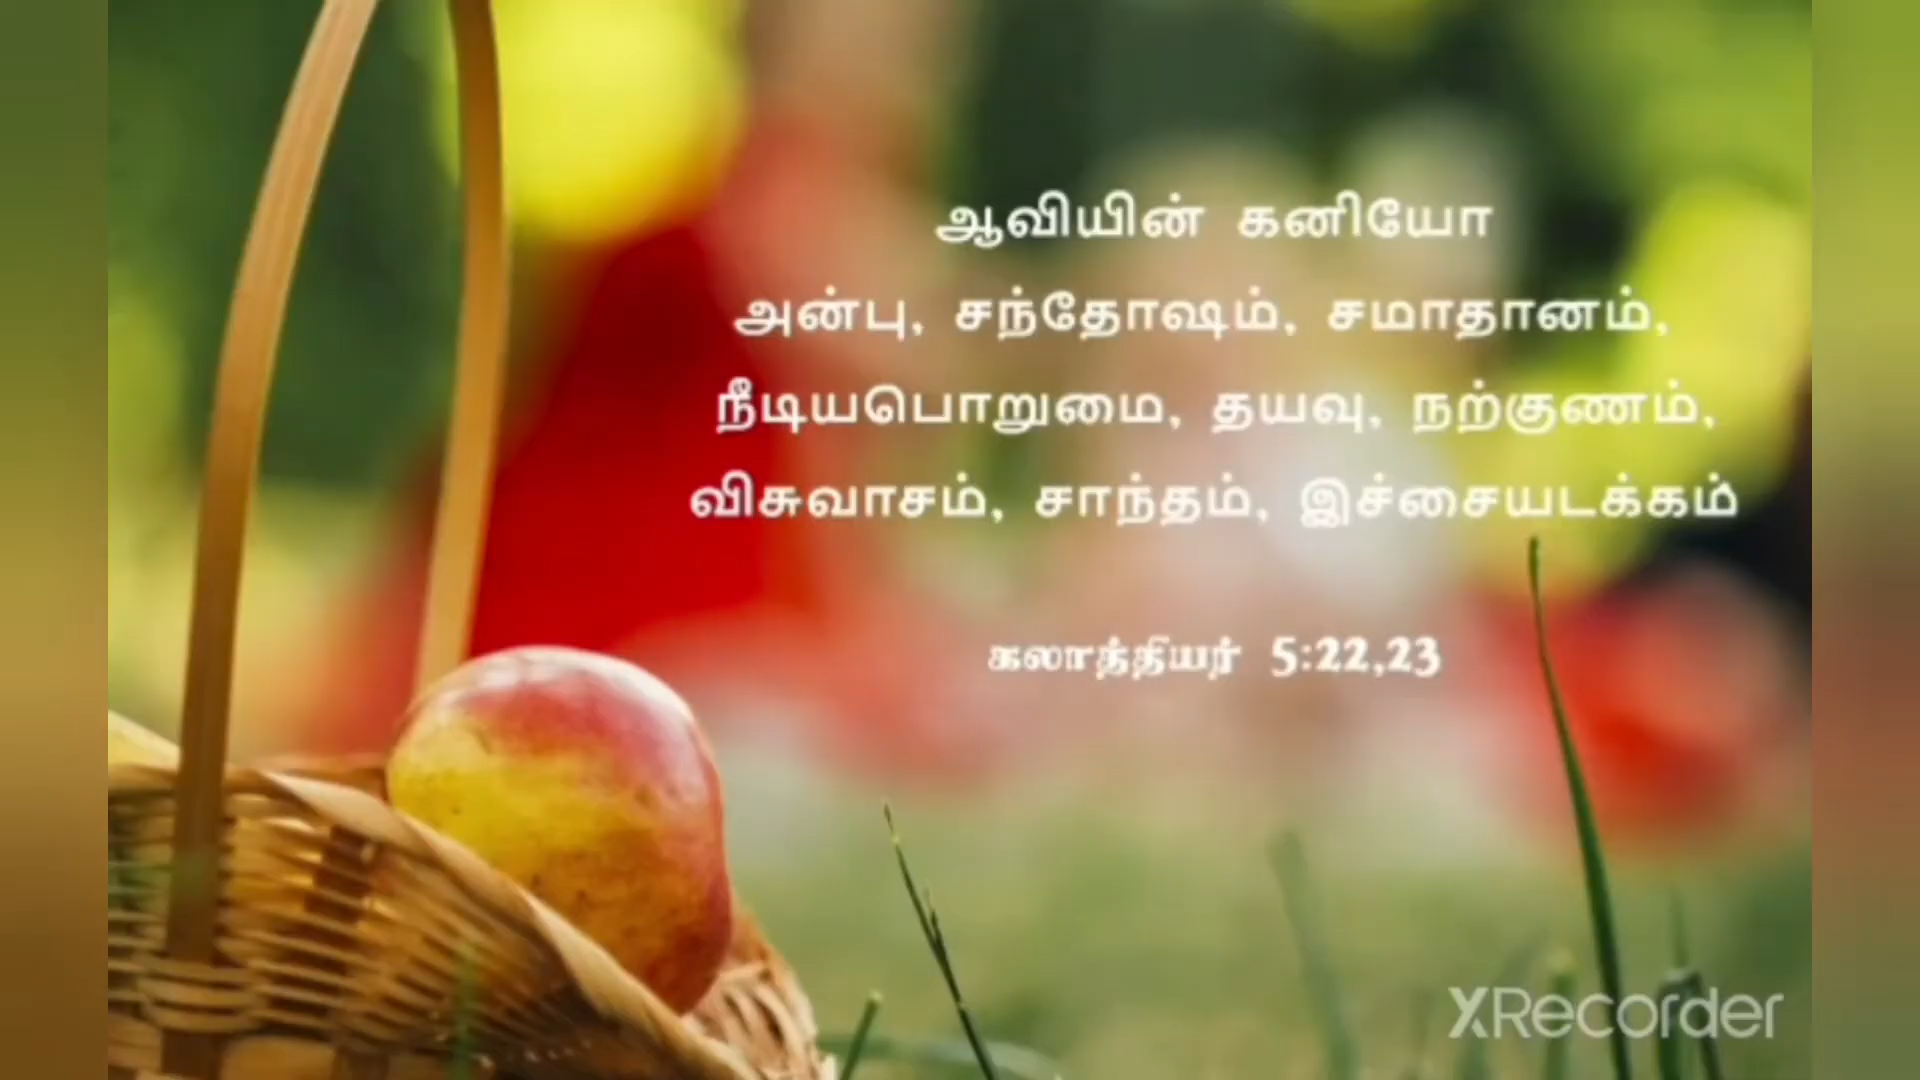 ஆவியின் கனியோ
அன்பு, சந்தோஷம், சமாதானம்,
நீடியபொறுமை, தயவு, நற்குணம்,
விசுவாசம், சாந்தம், இச்சையடக்கம்
கலாத்தியர் 5:22,23
XRecorder